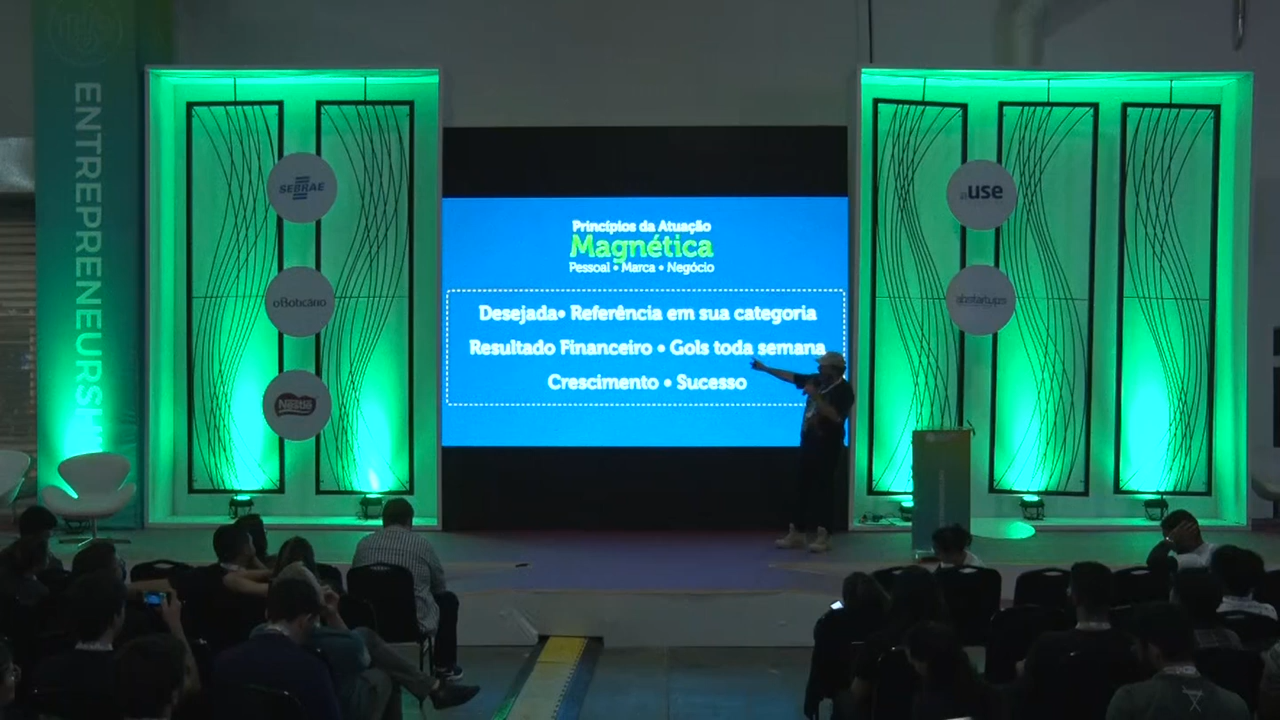 ENTREPRENEURSHI
SEBRAE
oBoticário
Nestlé
Princípios da Atuação
Magnética
Pessoal • Marca • Negócio
Desejada• Referência em sua categoria
Resultado Financeiro • Gols toda semana
Crescimento • Sucesso
use
abstartups